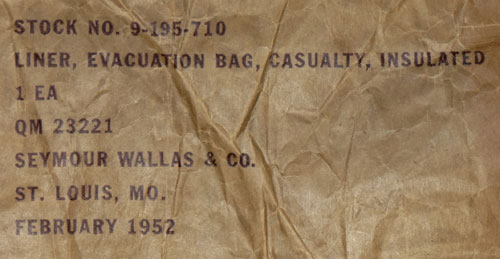 STOCK NO. 9-195-710
LINER, EVACUATION BAG, CASUALTY, INSULATED
1 EA
QM 23221
SEYMOUR WALLAS & CO.
ST. LOUIS, MO.
FEBRUARY 1952